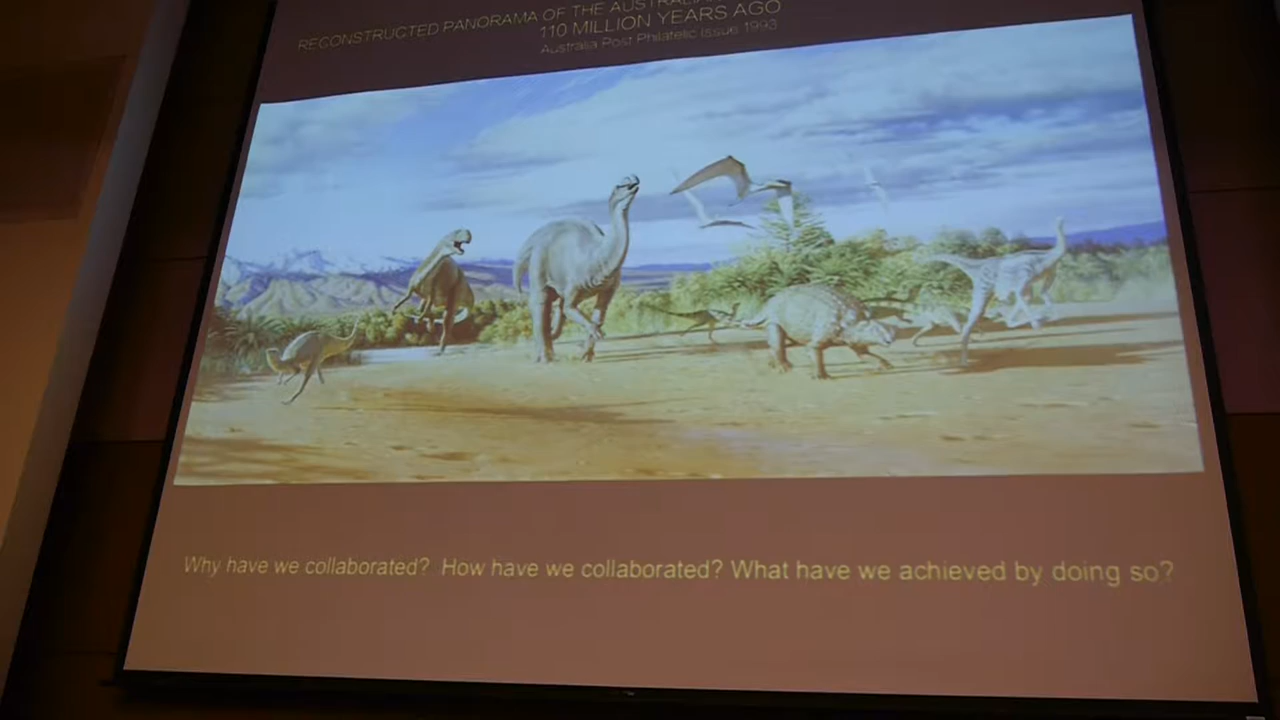 RECONSTRUCTED PANORAMA OF THE
110 MILLION YEARS AGO
Australia Post Philatelic Issue 1993
Why have we collaborated? How have we collaborated? What have we achieved by doing so?